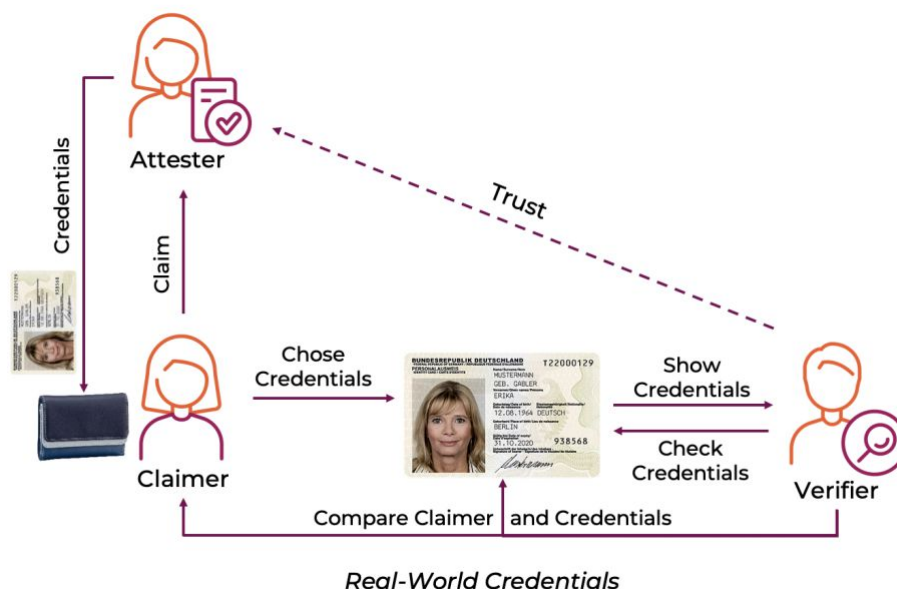 Attester
Credentials
Claim
Trust
Chose
Credentials
BUNDESREPUBLIK DEUTSCHLAND
T22000129
PERSONALAUSWEIS
MUSTERMANN
GEB. GABLER
ERIKA
12.08.1964 DEUTSCH
BERLIN
31.10.2020 938568
Show
Credentials
Check
Credentials
Claimer
Verifier
Compare Claimer and Credentials
Real-World Credentials